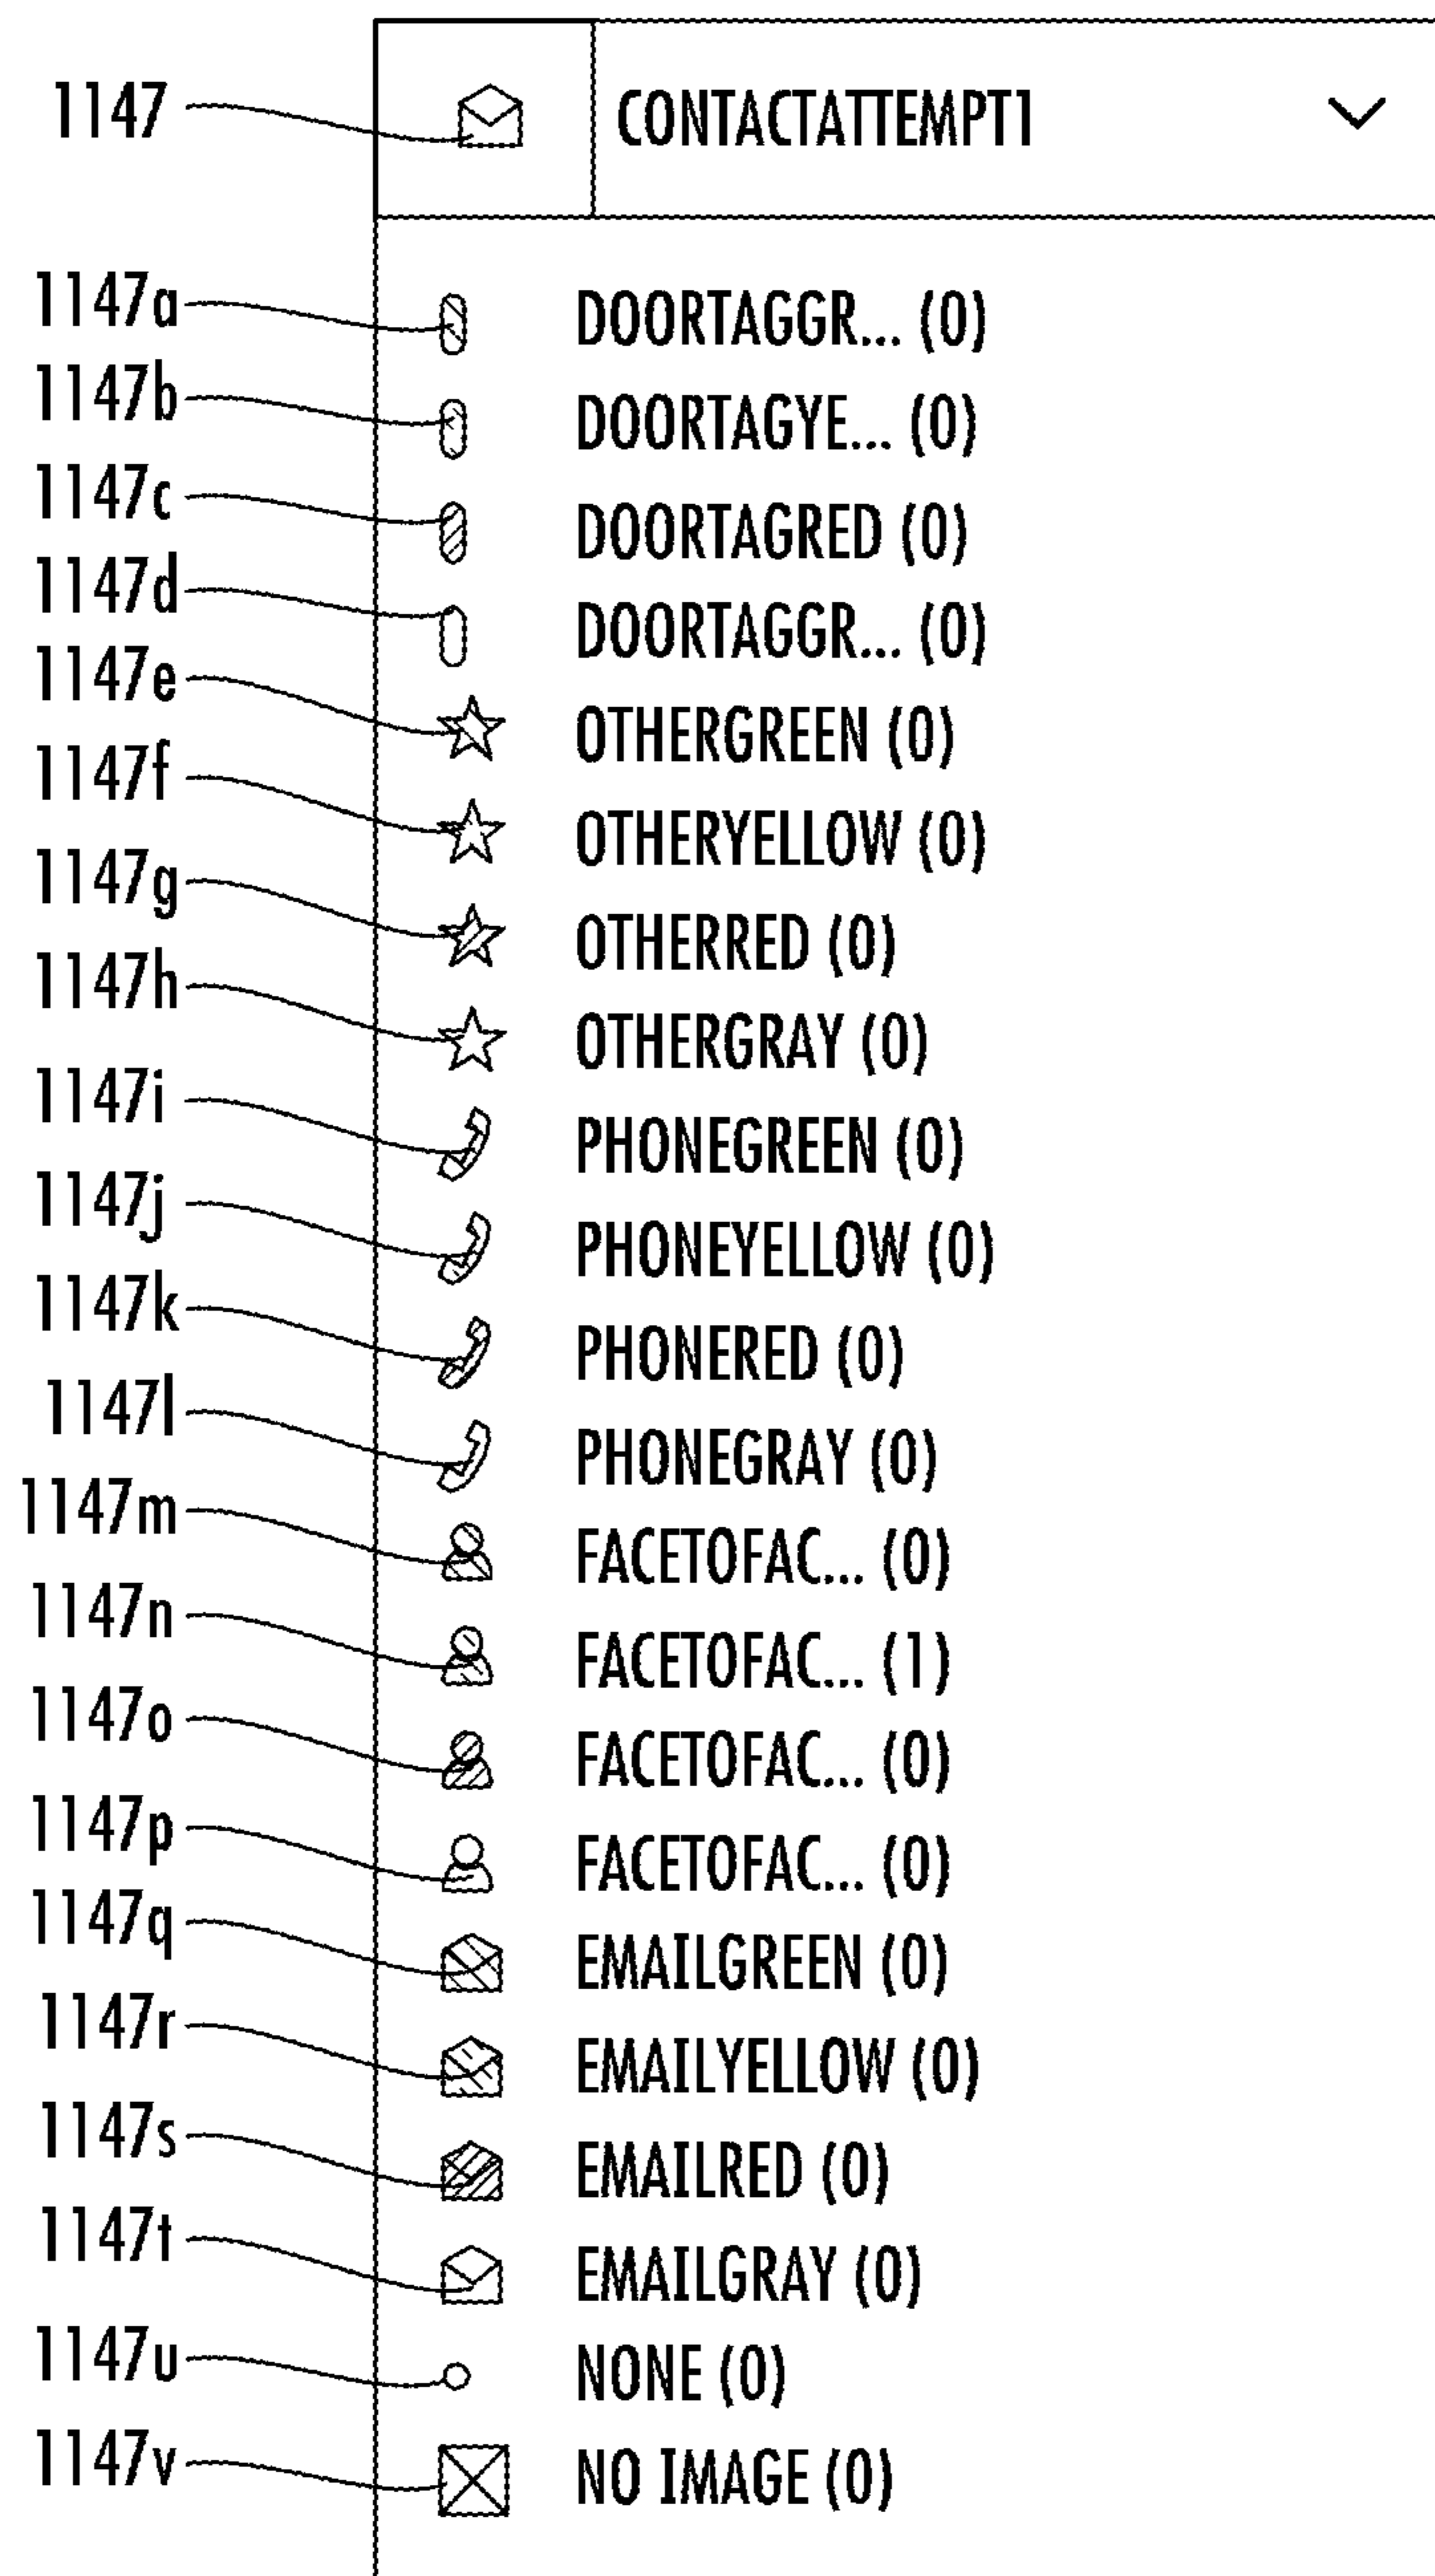 1147 CONTACTATTEMPT1
1147a DOORTAGGR... (0)
1147b DOORTAGYE... (0)
1147c DOORTAGRED (0)
1147d DOORTAGGR... (0)
1147e OTHERGREEN (0)
1147f OTHERYELLOW (0)
1147g OTHERRED (0)
1147h OTHERGRAY (0)
1147i PHONEGREEN (0)
1147j PHONEYELLOW (0)
1147k PHONERED (0)
1147l PHONEGRAY (0)
1147m FACETOFAC... (0)
1147n FACETOFAC... (1)
1147o FACETOFAC... (0)
1147p FACETOFAC... (0)
1147q EMAILGREEN (0)
1147r EMAILYELLOW (0)
1147s EMAILRED (0)
1147t EMAILGRAY (0)
1147u NONE (0)
1147v NO IMAGE (0)